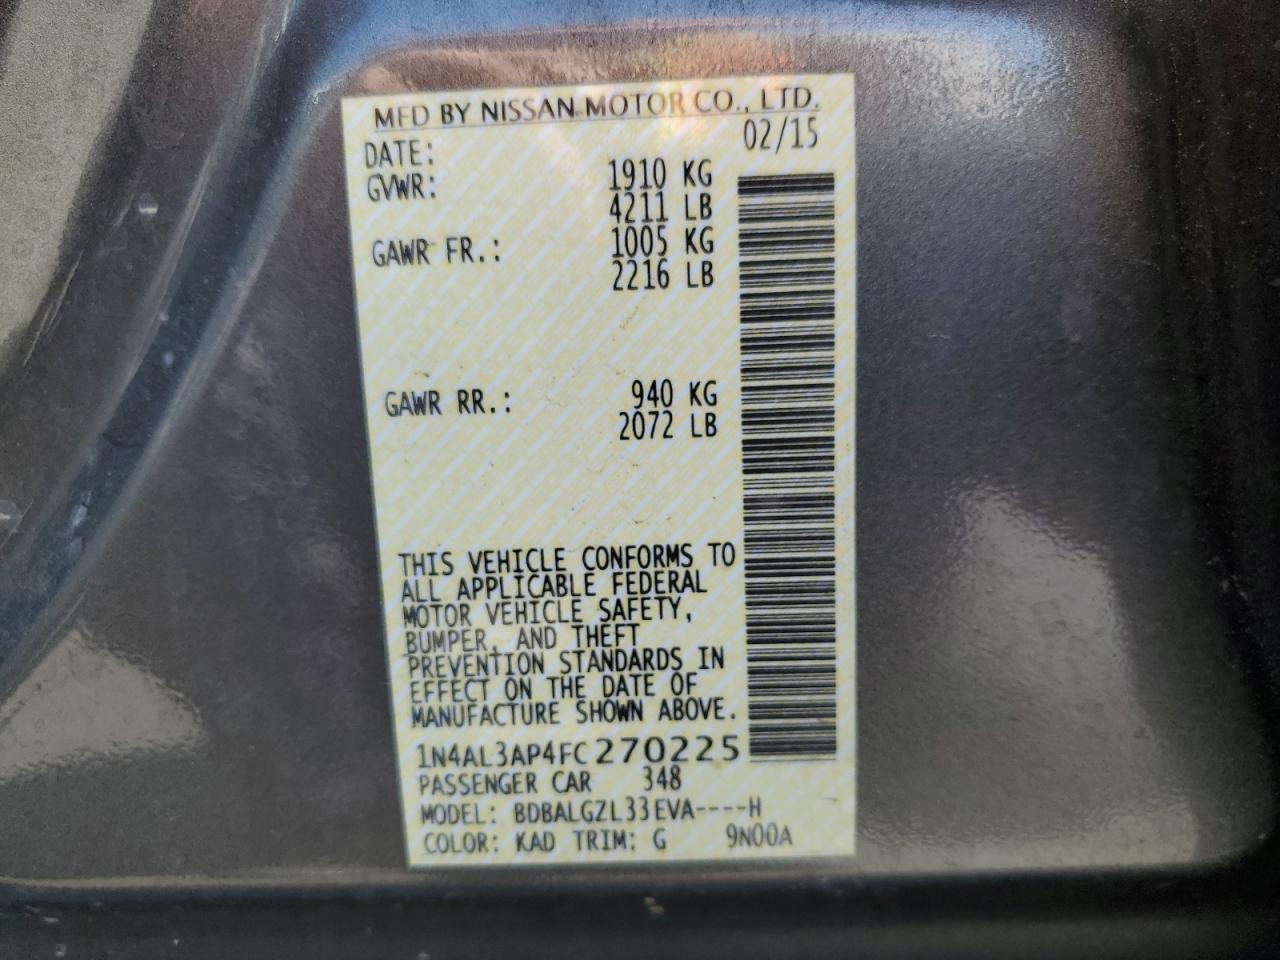 MFD BY NISSAN MOTOR CO., LTD.
DATE: 02/15
GVWR: 1910 KG
4211 LB
GAWR FR.: 1005 KG
2216 LB
GAWR RR.: 940 KG
2072 LB
THIS VEHICLE CONFORMS TO
ALL APPLICABLE FEDERAL
MOTOR VEHICLE SAFETY,
BUMPER, AND THEFT
PREVENTION STANDARDS IN
EFFECT ON THE DATE OF
MANUFACTURE SHOWN ABOVE.
1N4AL3AP4FC270225
PASSENGER CAR 348
MODEL: BDBALGZL33EVA----H
COLOR: KAD TRIM: G 9N00A